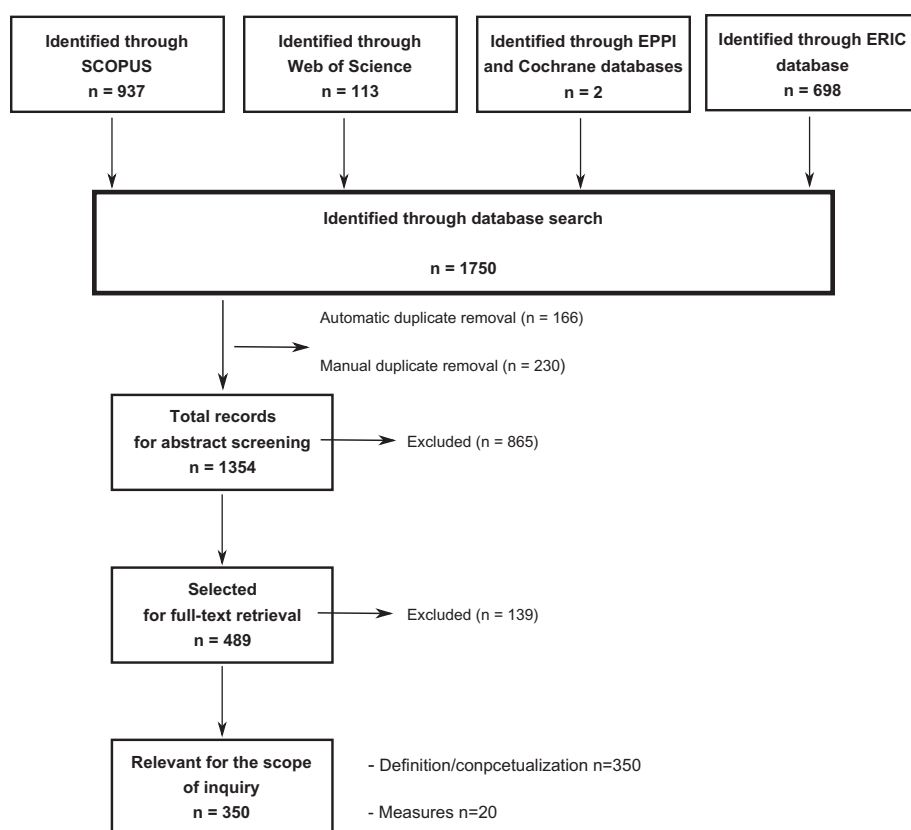 Identified through
SCOPUS
n = 937
Identified through
Web of Science
n = 113
Identified through EPPI
and Cochrane databases
n = 2
Identified through ERIC
database
n = 698
Identified through database search
n = 1750
Automatic duplicate removal (n = 166)
Manual duplicate removal (n = 230)
Total records
for abstract screening
n = 1354
Excluded (n = 865)
Selected
for full-text retrieval
n = 489
Excluded (n = 139)
Relevant for the scope
of inquiry
n = 350
- Definition/conpcetualization n=350
- Measures n=20